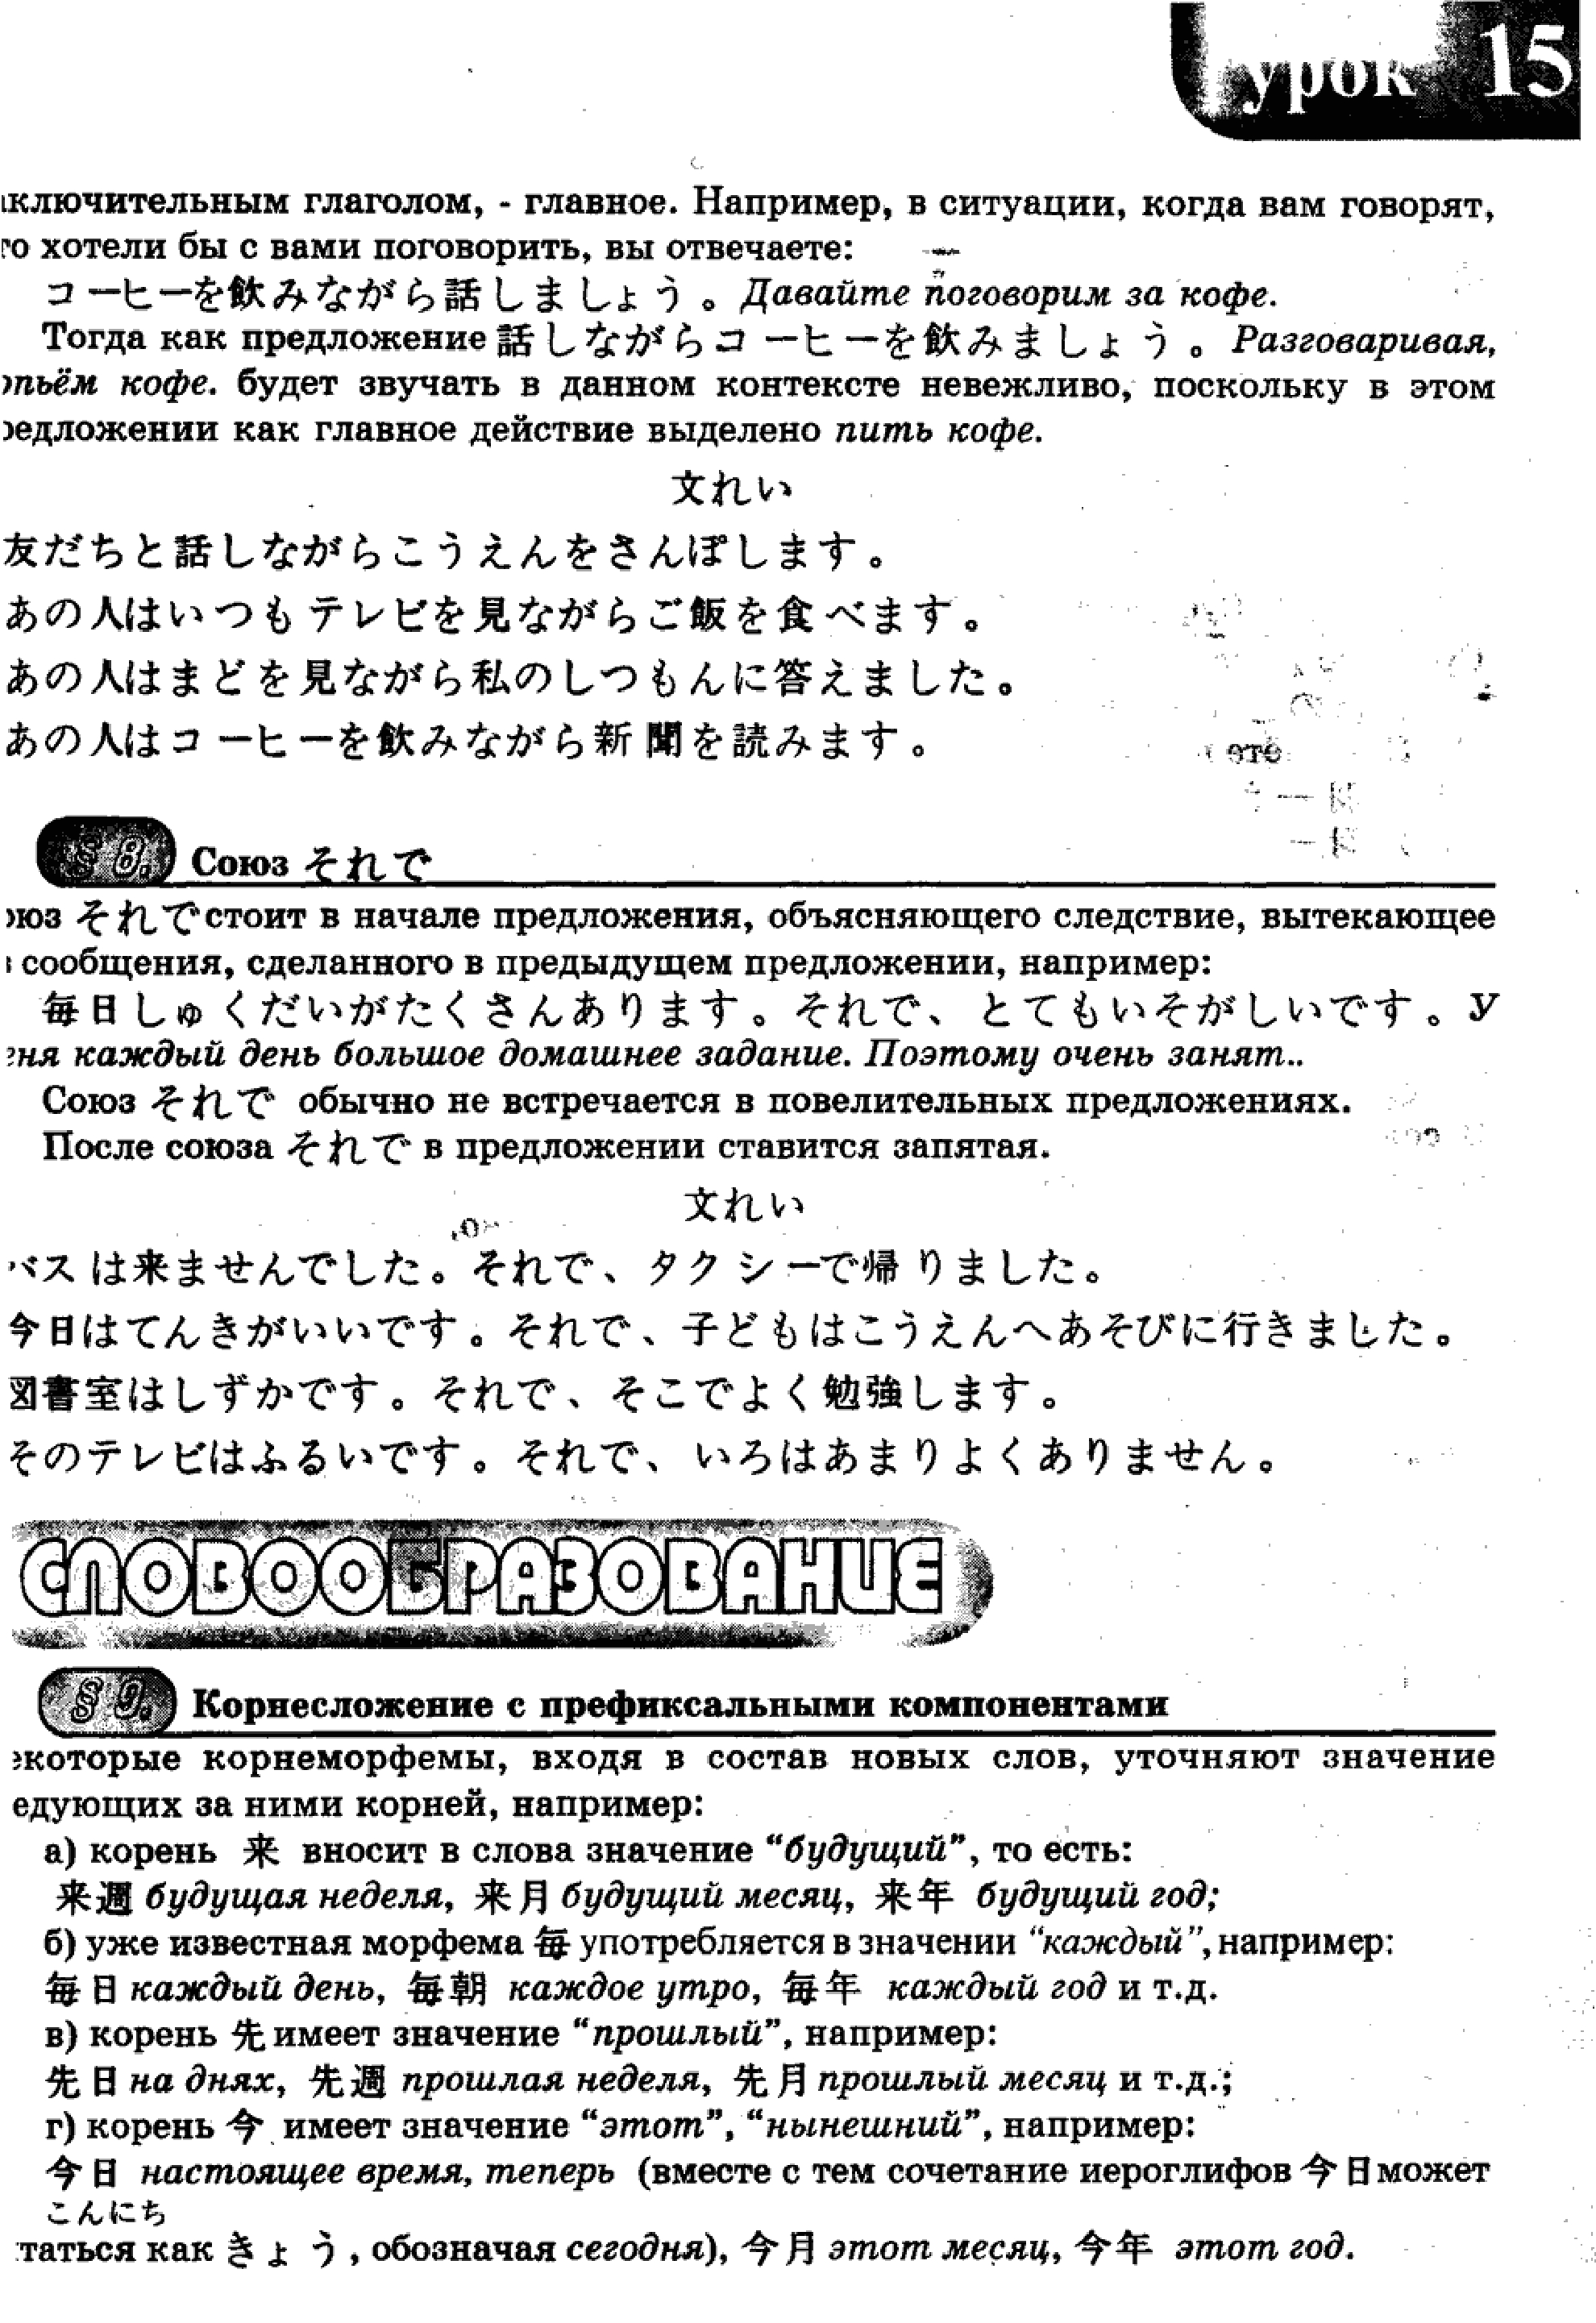 урок 15
ключительным глаголом, - главное. Например, в ситуации, когда вам говорят,
го хотели бы с вами поговорить, вы отвечаете:
コーヒーを飲みながら話しましょう。Давайте поговорим за кофе.
Тогда как предложение 話しながらコーヒーを飲みましょう。Разговаривая,
опьём кофе. будет звучать в данном контексте невежливо, поскольку в этом
редложении как главное действие выделено пить кофе.
文れい
友だちと話しながらこうえんをさんぽします。
あの人はいつもテレビを見ながらご飯を食べます。
あの人はまどを見ながら私のしつもんに答えました。
あの人はコーヒーを飲みながら新聞を読みます。
§ 8. Союз それで
оюз それで стоит в начале предложения, объясняющего следствие, вытекающее
з сообщения, сделанного в предыдущем предложении, например:
毎日しゅくだいがたくさんあります。それで、とてもいそがしいです。У
еня каждый день большое домашнее задание. Поэтому очень занят..
Союз それで обычно не встречается в повелительных предложениях.
После союза それで в предложении ставится запятая.
文れい
バスは来ませんでした。それで、タクシーで帰りました。
今日はてんきがいいです。それで、子どもはこうえんへあそびに行きました。
図書室はしずかです。それで、そこでよく勉強します。
そのテレビはふるいです。それで、いろはあまりよくありません。
СЛОВООБРАЗОВАНИЕ
§ 9. Корнесложение с префиксальными компонентами
екоторые корнеморфемы, входя в состав новых слов, уточняют значение
едующих за ними корней, например:
а) корень 来 вносит в слова значение “будущий”, то есть:
来週 будущая неделя, 来月 будущий месяц, 来年 будущий год;
б) уже известная морфема 毎 употребляется в значении “каждый”, например:
毎日 каждый день, 毎朝 каждое утро, 毎年 каждый год и т.д.
в) корень 先 имеет значение “прошлый”, например:
先日 на днях, 先週 прошлая неделя, 先月 прошлый месяц и т.д.;
г) корень 今 имеет значение “этот”, “нынешний”, например:
今日 настоящее время, теперь (вместе с тем сочетание иероглифов 今日 может
こんにち
таться как きょう, обозначая сегодня), 今月 этот месяц, 今年 этот год.